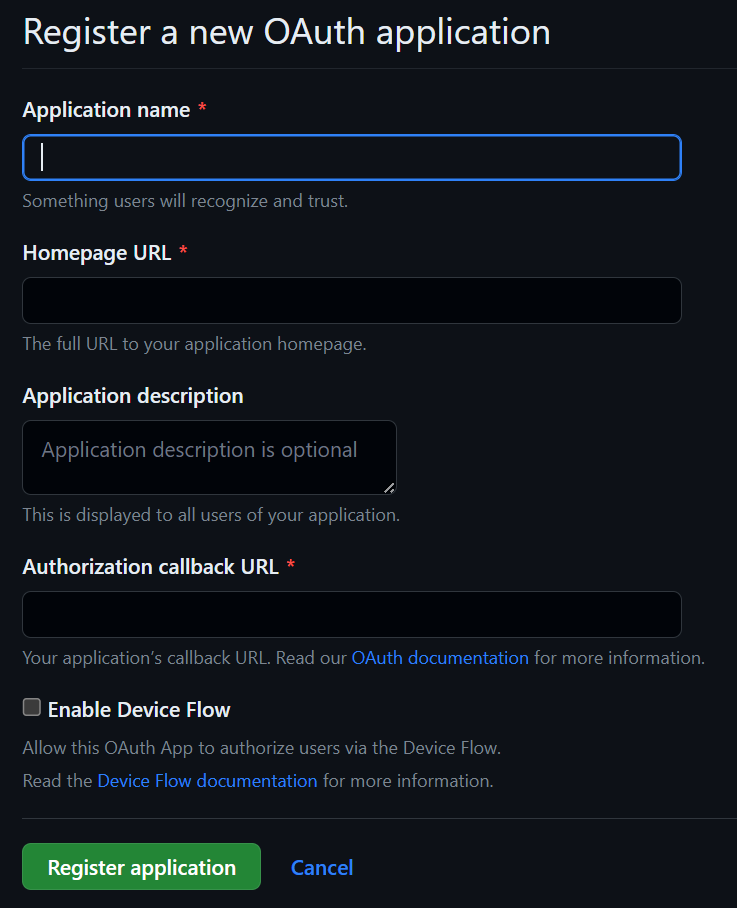 Register a new OAuth application
Application name *
Something users will recognize and trust.
Homepage URL *
The full URL to your application homepage.
Application description
Application description is optional
This is displayed to all users of your application.
Authorization callback URL *
Your application’s callback URL. Read our OAuth documentation for more information.
Enable Device Flow
Allow this OAuth App to authorize users via the Device Flow.
Read the Device Flow documentation for more information.
Register application Cancel